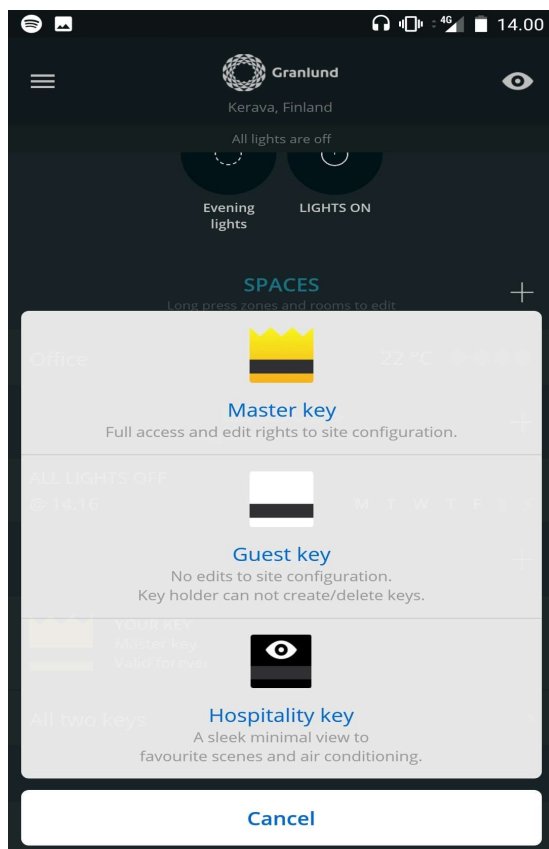 4G
14.00
Granlund
Kerava, Finland
All lights are off
Evening lights
LIGHTS ON
SPACES
Long press zones and rooms to edit
Office
22 °C
Master key
Full access and edit rights to site configuration.
ALL LIGHTS OFF
@ 14.16
M T W T F S S
Guest key
No edits to site configuration.
Key holder can not create/delete keys.
YOUR KEY
Master key
Valid forever
All two keys
Hospitality key
A sleek minimal view to
favourite scenes and air conditioning.
Cancel